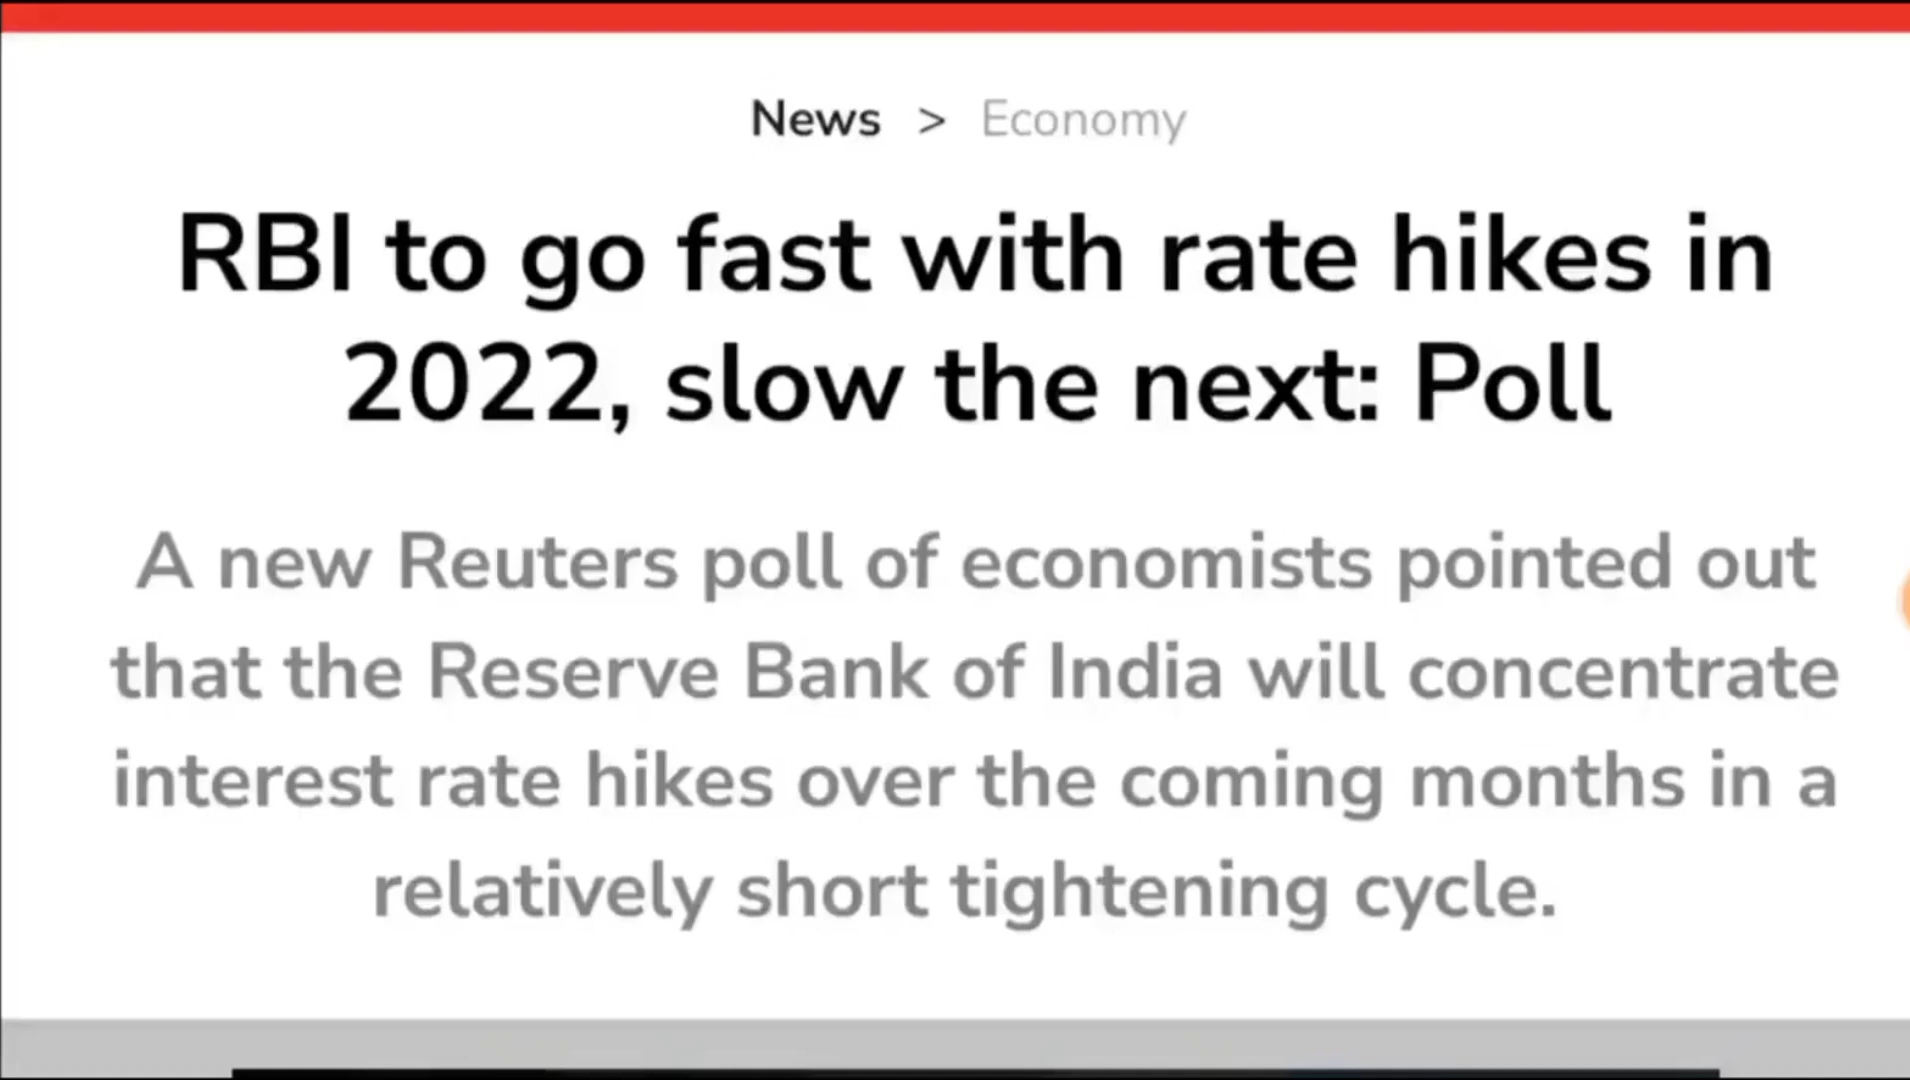 News > Economy
RBI to go fast with rate hikes in
2022, slow the next: Poll
A new Reuters poll of economists pointed out
that the Reserve Bank of India will concentrate
interest rate hikes over the coming months in a
relatively short tightening cycle.